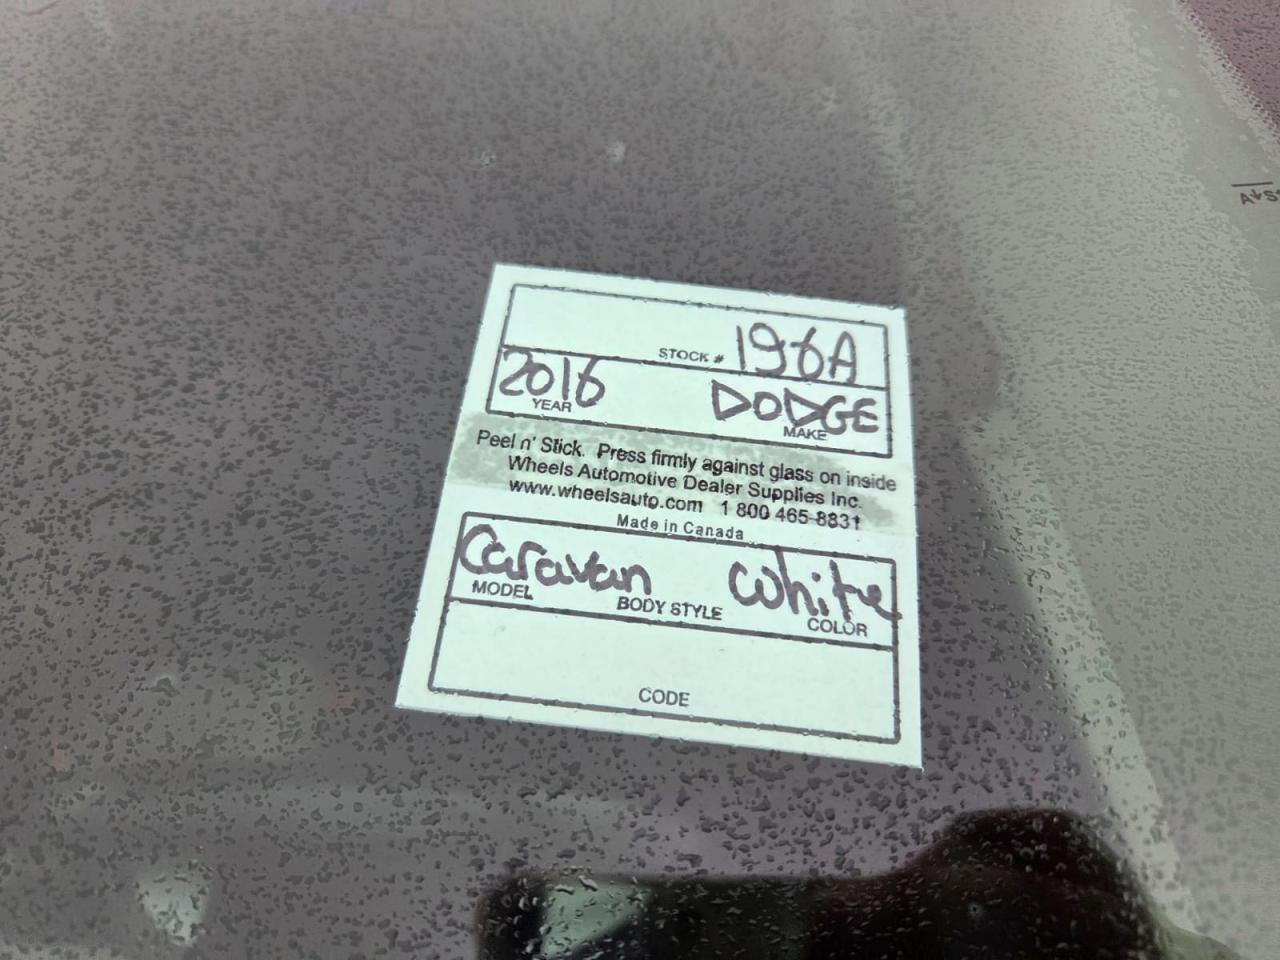 A↓S
STOCK # 196A
2016 DODGE
YEAR MAKE
Peel n' Stick. Press firmly against glass on inside
Wheels Automotive Dealer Supplies Inc.
www.wheelsauto.com 1 800 465-8831
Made in Canada
Caravan White
MODEL BODY STYLE COLOR
CODE